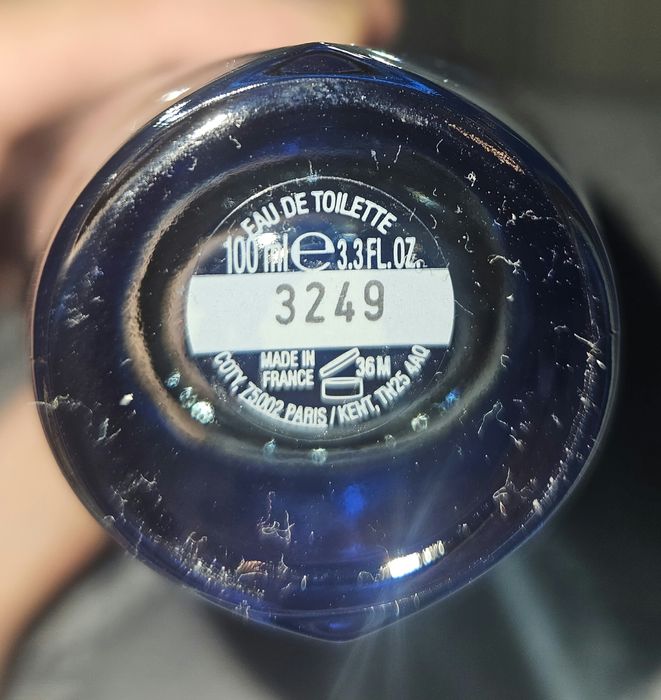 EAU DE TOILETTE
100 ml e 3.3 FL.OZ.
3249
MADE IN
FRANCE
36 M
COTY, 75002 PARIS / KENT, TN25 4AQ